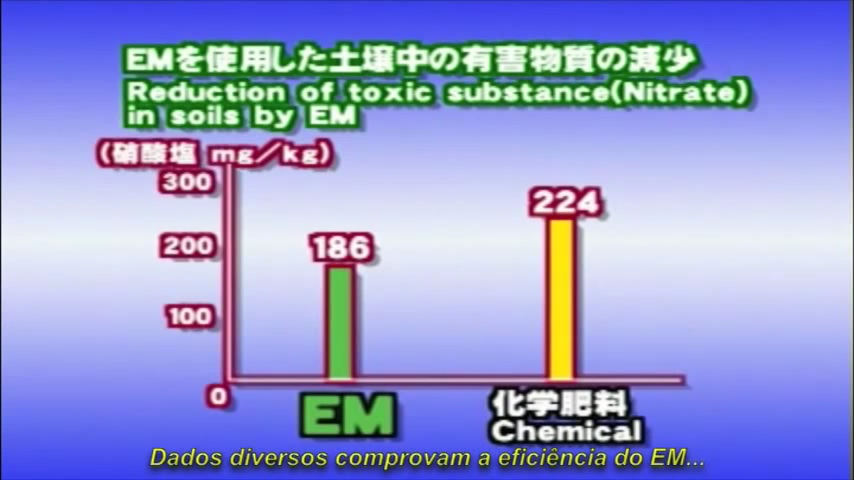 EMを使用した土壌中の有害物質の減少
Reduction of toxic substance(Nitrate)
in soils by EM
(硝酸塩 mg/kg)
300
200
100
0
186
224
EM
化学肥料
Chemical
Dados diversos comprovam a eficiência do EM...